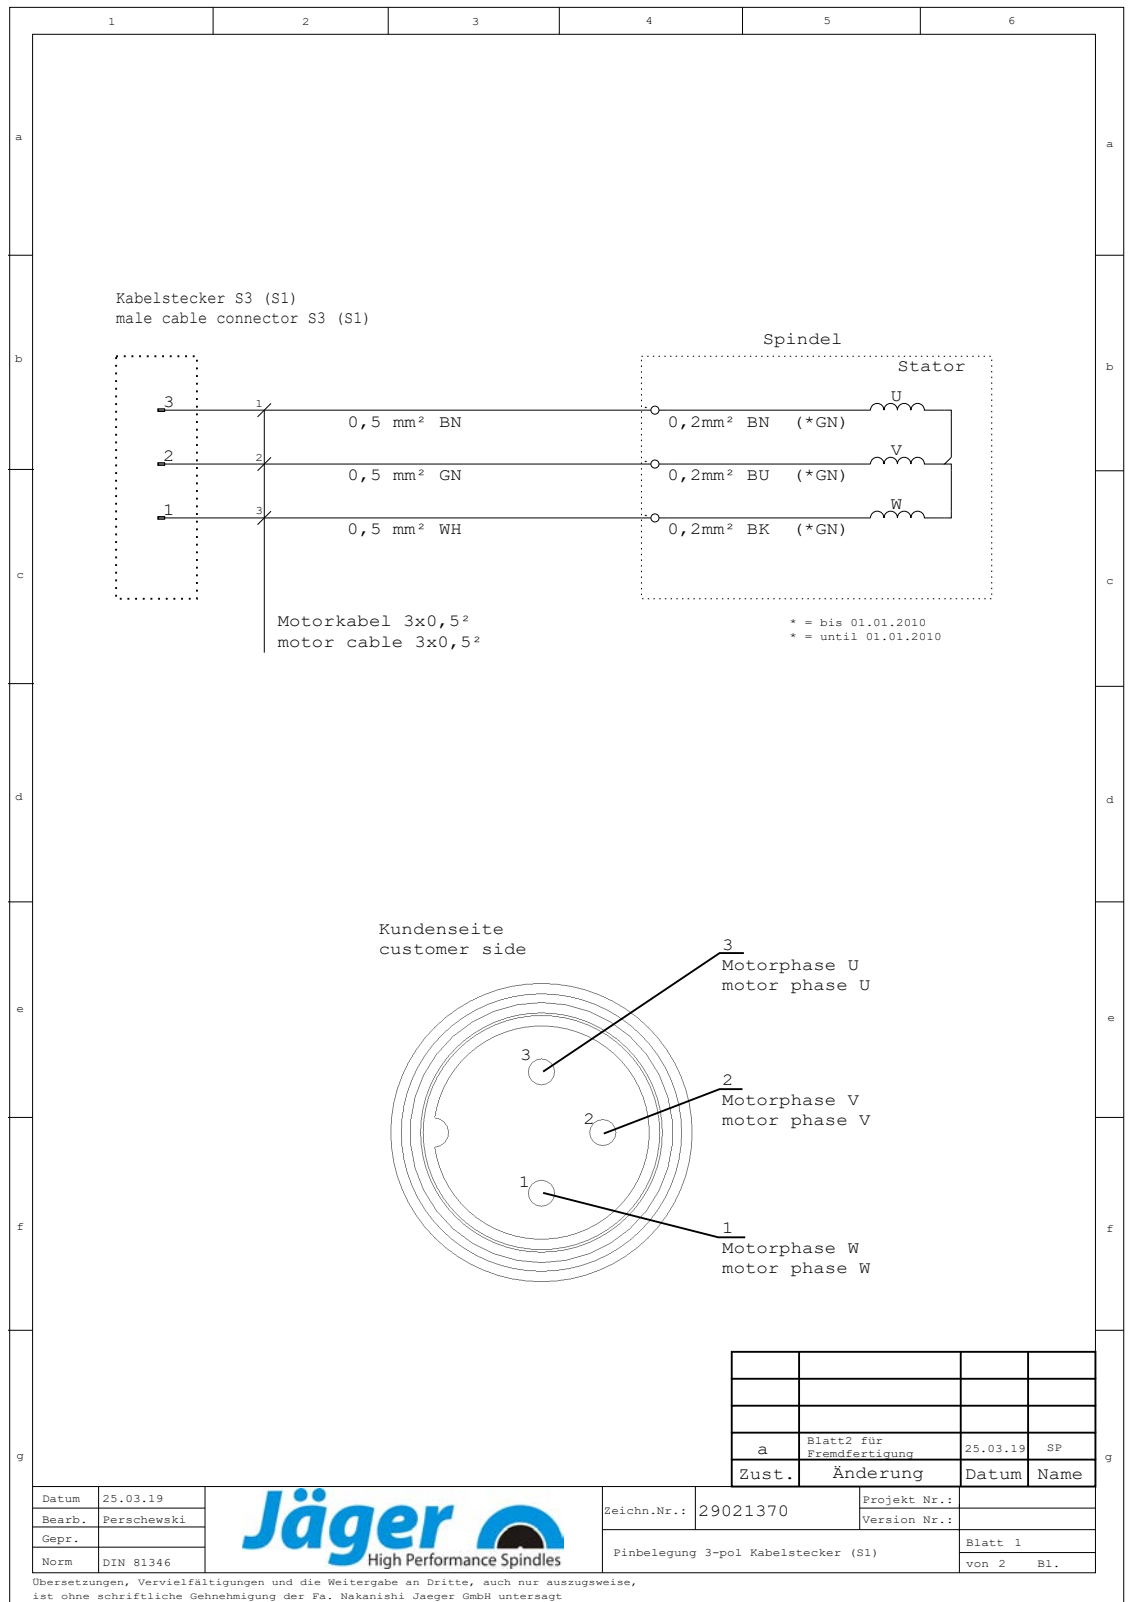 1 2 3 4 5 6
a a
Kabelstecker S3 (S1)
male cable connector S3 (S1)
Spindel
b b
Stator
3 1 U
0,5 mm² BN 0,2mm² BN (*GN)
2 2 V
0,5 mm² GN 0,2mm² BU (*GN)
1 3 W
0,5 mm² WH 0,2mm² BK (*GN)
c c
Motorkabel 3x0,5²
motor cable 3x0,5²
* = bis 01.01.2010
* = until 01.01.2010
d d
Kundenseite
customer side
3
Motorphase U
motor phase U
e e
3
2
Motorphase V
motor phase V
2
1
1
Motorphase W
motor phase W
f f
g g
a Blatt2 für Fremdfertigung 25.03.19 SP
Zust. Änderung Datum Name
Datum 25.03.19
Bearb. Perschewski
Gepr.
Norm DIN 81346
Jäger
High Performance Spindles
Zeichn.Nr.: 29021370
Projekt Nr.:
Version Nr.:
Pinbelegung 3-pol Kabelstecker (S1)
Blatt 1
von 2 Bl.
Übersetzungen, Vervielfältigungen und die Weitergabe an Dritte, auch nur auszugsweise,
ist ohne schriftliche Gehnehmigung der Fa. Nakanishi Jaeger GmbH untersagt